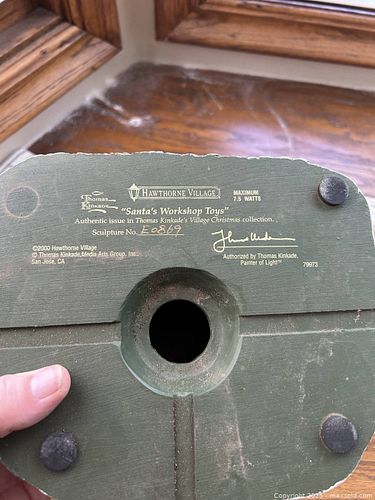 Thomas Kinkade
HAWTHORNE VILLAGE
MAXIMUM
7.5 WATTS
"Santa's Workshop Toys"
Authentic issue in Thomas Kinkade's Village Christmas collection.
Sculpture No. E0869
©2000 Hawthorne Village
© Thomas Kinkade, Media Arts Group, Inc.
San Jose, CA
Authorized by Thomas Kinkade,
Painter of Light™
79973